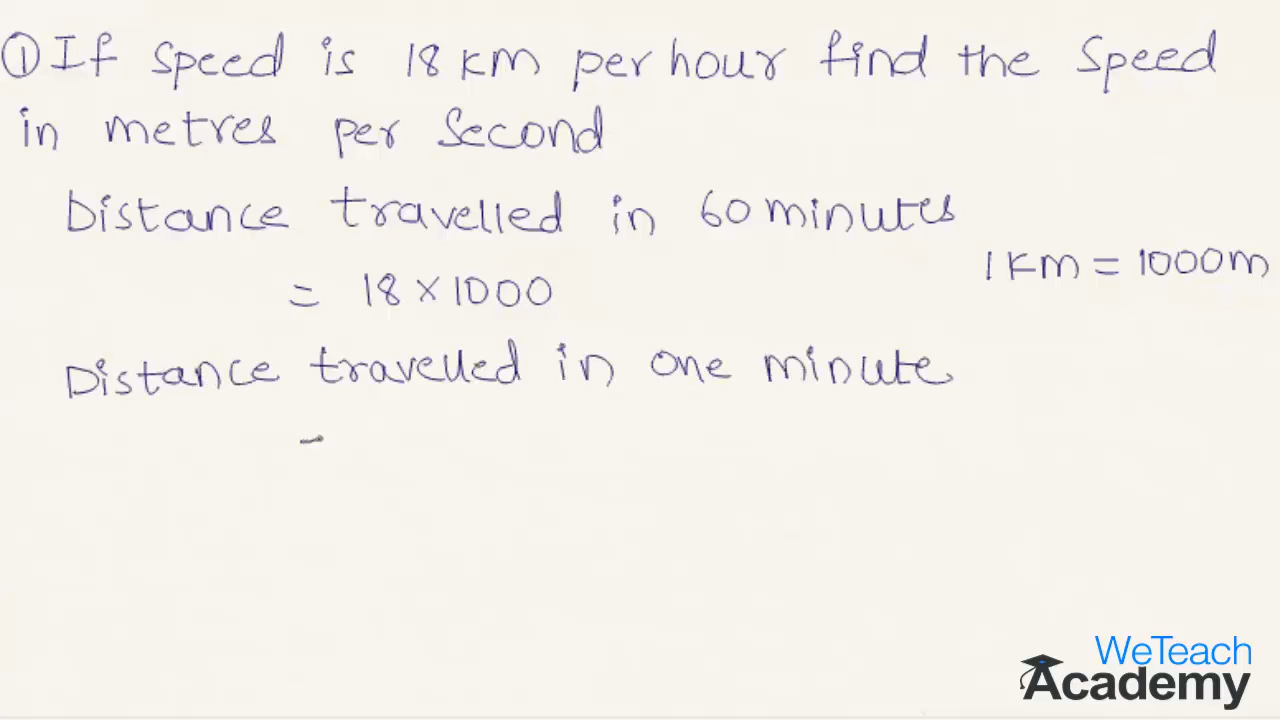 ① If speed is 18 km per hour find the speed
in metres per second
Distance travelled in 60 minutes
1 km = 1000m
= 18 × 1000
Distance travelled in one minute
WeTeach
Academy